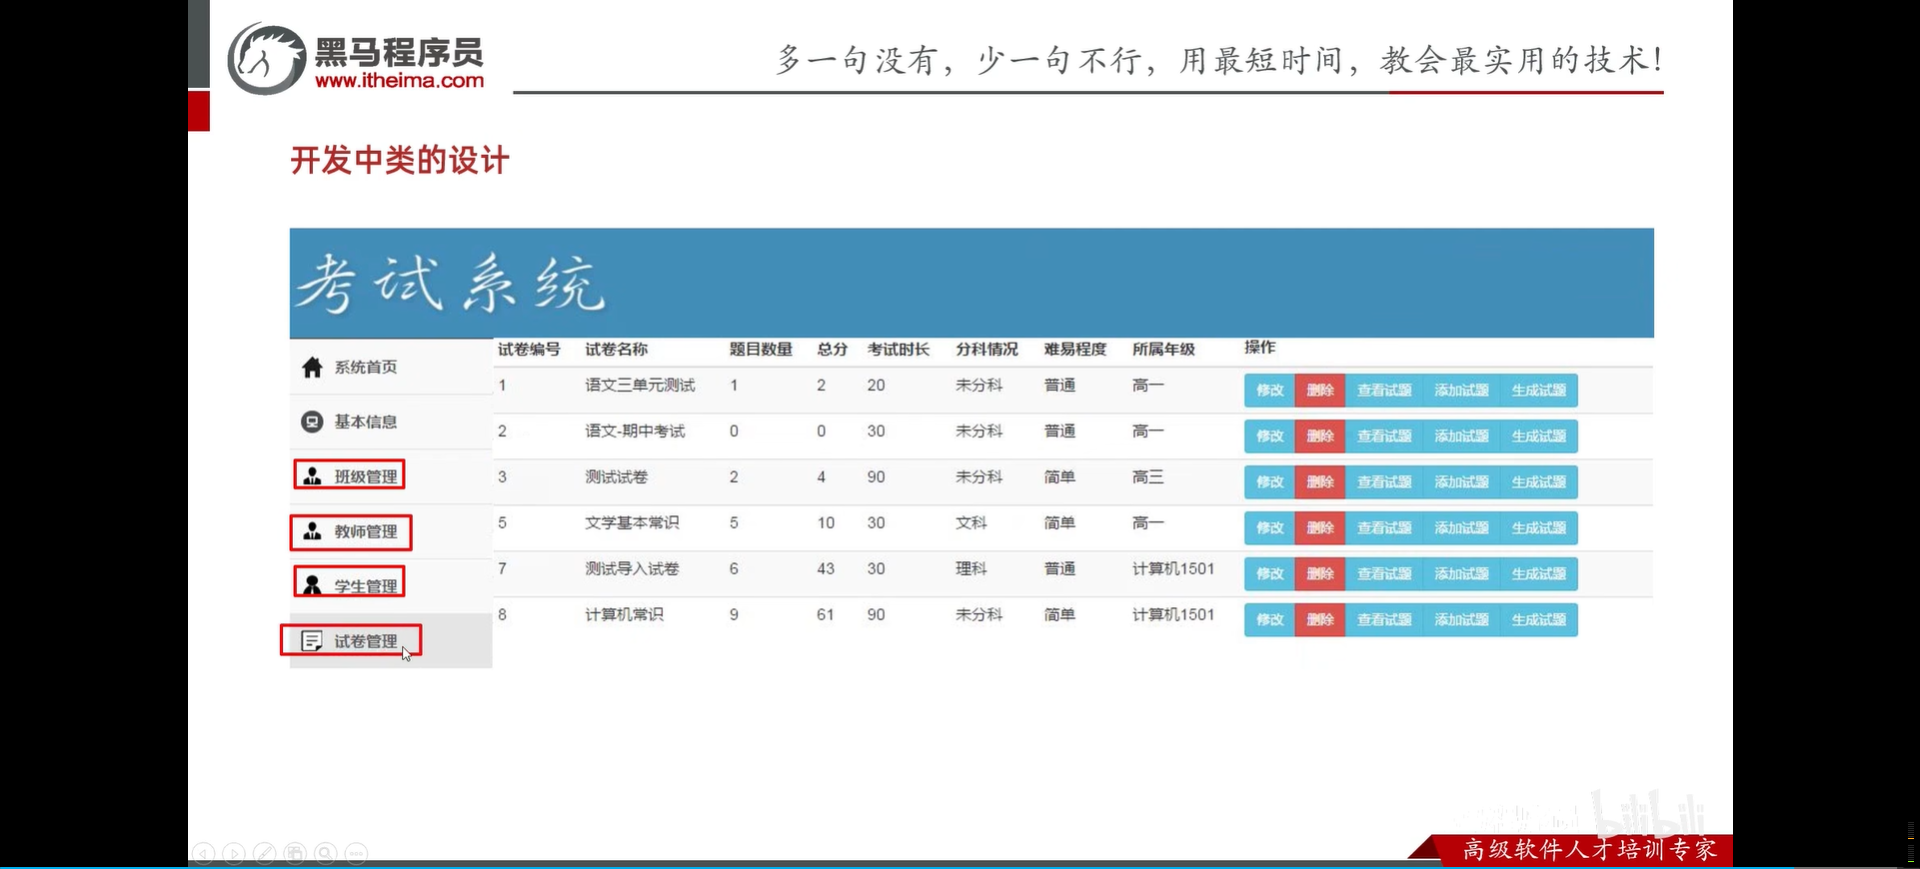 黑马程序员
www.itheima.com
多一句没有，少一句不行，用最短时间，教会最实用的技术！
开发中类的设计
考试系统
系统首页
基本信息
班级管理
教师管理
学生管理
试卷管理
试卷编号 试卷名称 题目数量 总分 考试时长 分科情况 难易程度 所属年级 操作
1 语文三单元测试 1 2 20 未分科 普通 高一 修改 删除 查看试题 添加试题 生成试题
2 语文-期中考试 0 0 30 未分科 普通 高一 修改 删除 查看试题 添加试题 生成试题
3 测试试卷 2 4 90 未分科 简单 高三 修改 删除 查看试题 添加试题 生成试题
5 文学基本常识 5 10 30 文科 简单 高一 修改 删除 查看试题 添加试题 生成试题
7 测试导入试卷 6 43 30 理科 普通 计算机1501 修改 删除 查看试题 添加试题 生成试题
8 计算机常识 9 61 90 未分科 简单 计算机1501 修改 删除 查看试题 添加试题 生成试题
bilibili
高级软件人才培训专家